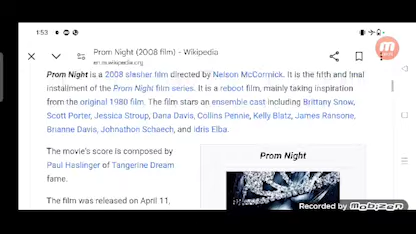 1:53
Prom Night (2008 film) - Wikipedia
en.m.wikipedia.org
Prom Night is a 2008 slasher film directed by Nelson McCormick. It is the fifth and final
installment of the Prom Night film series. It is a reboot film, mainly taking inspiration
from the original 1980 film. The film stars an ensemble cast including Brittany Snow,
Scott Porter, Jessica Stroup, Dana Davis, Collins Pennie, Kelly Blatz, James Ransone,
Brianne Davis, Johnathon Schaech, and Idris Elba.
The movie's score is composed by
Paul Haslinger of Tangerine Dream
fame.
The film was released on April 11,
Prom Night
Recorded by Mobizen